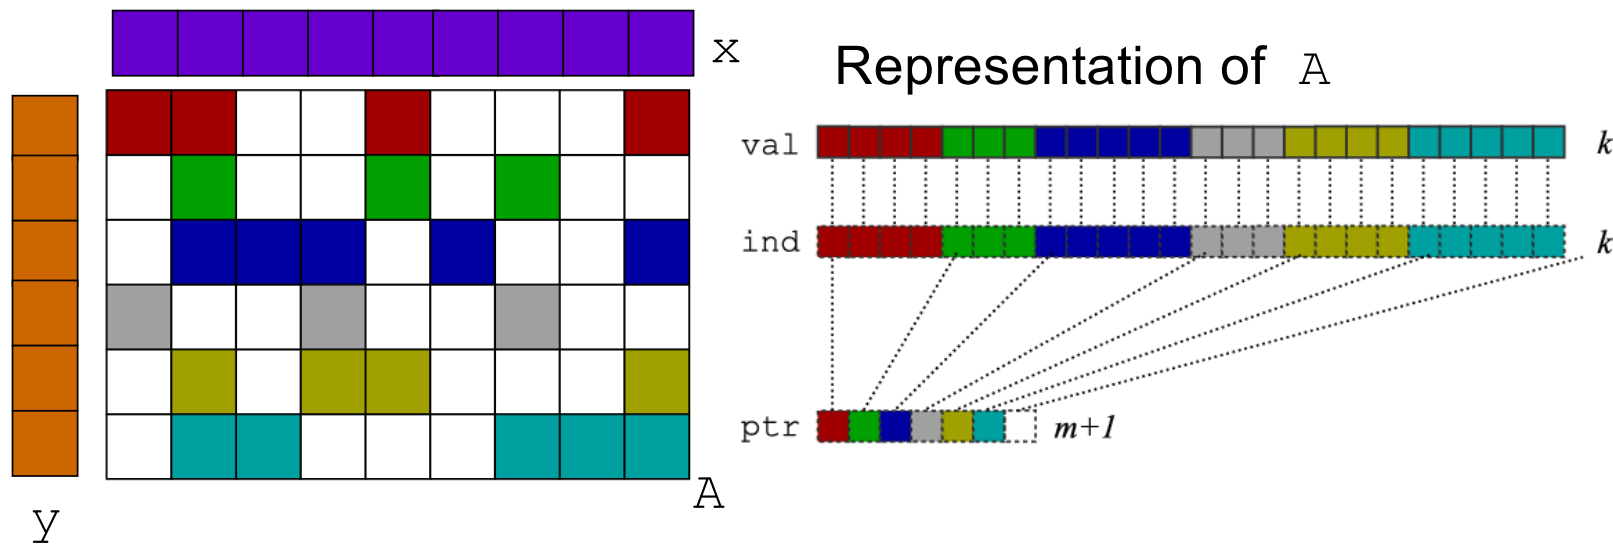 x
y
A
Representation of A
val k
ind k
ptr m+1